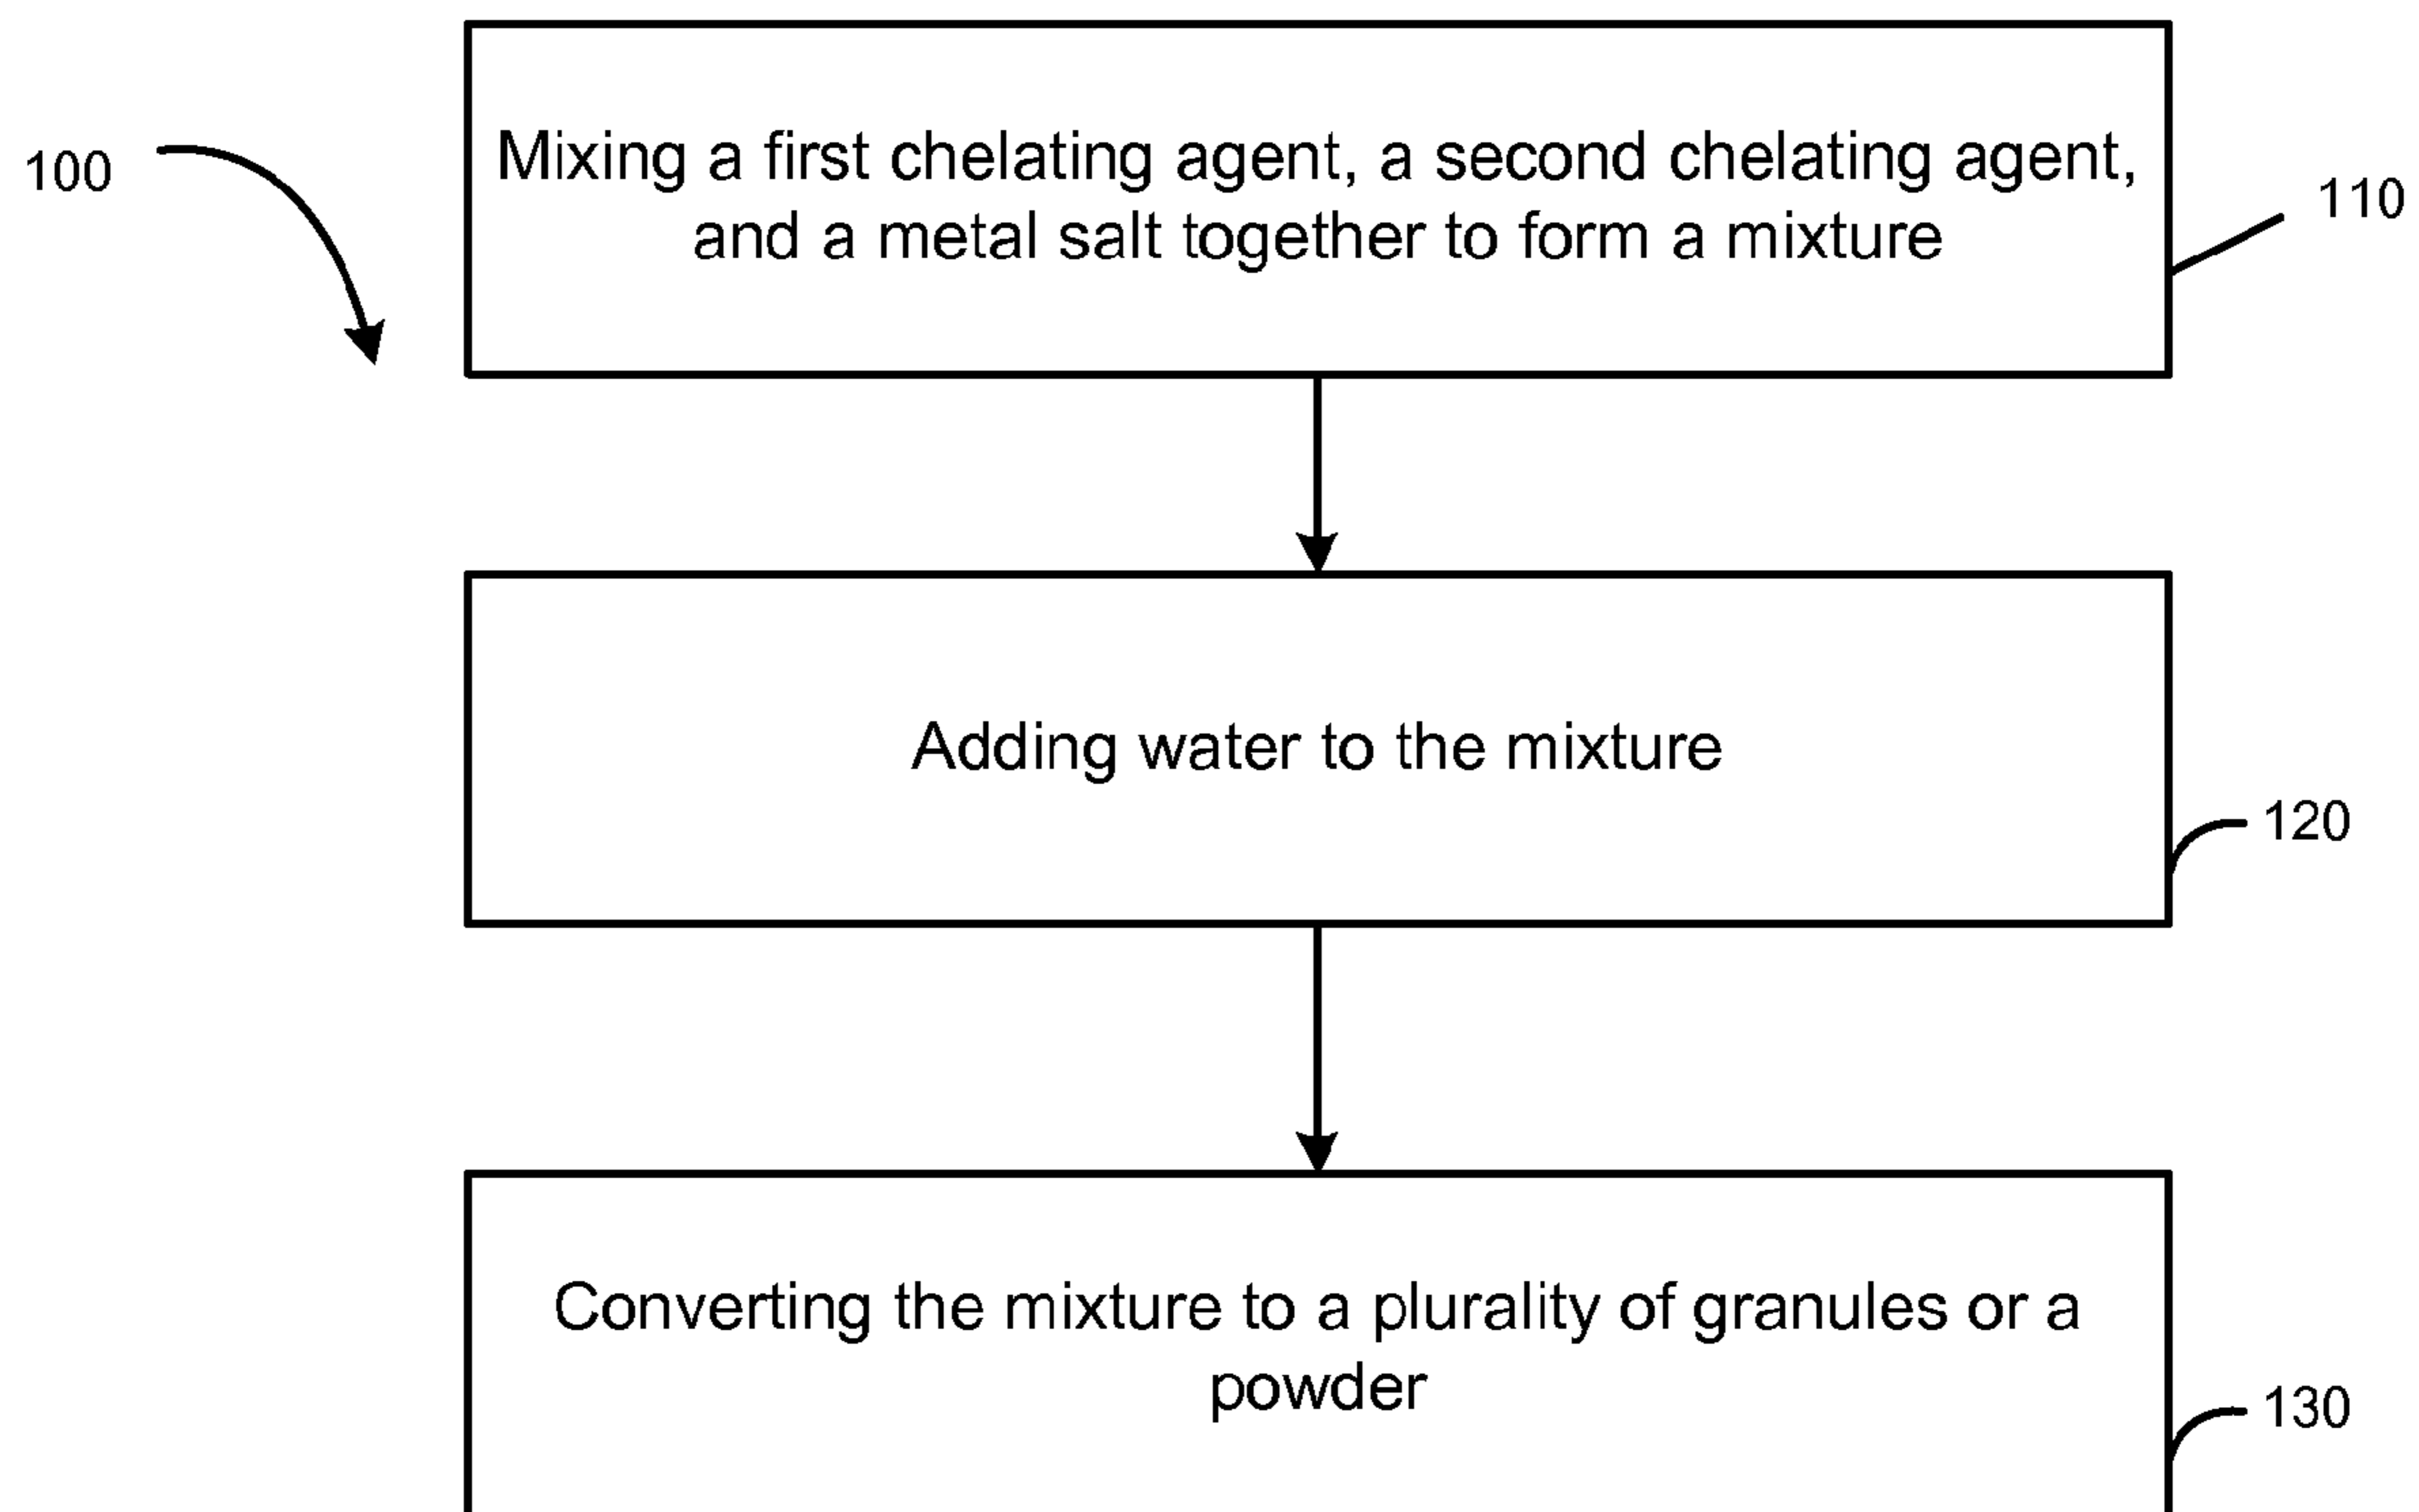 100
Mixing a first chelating agent, a second chelating agent,
and a metal salt together to form a mixture
110
Adding water to the mixture
120
Converting the mixture to a plurality of granules or a
powder
130